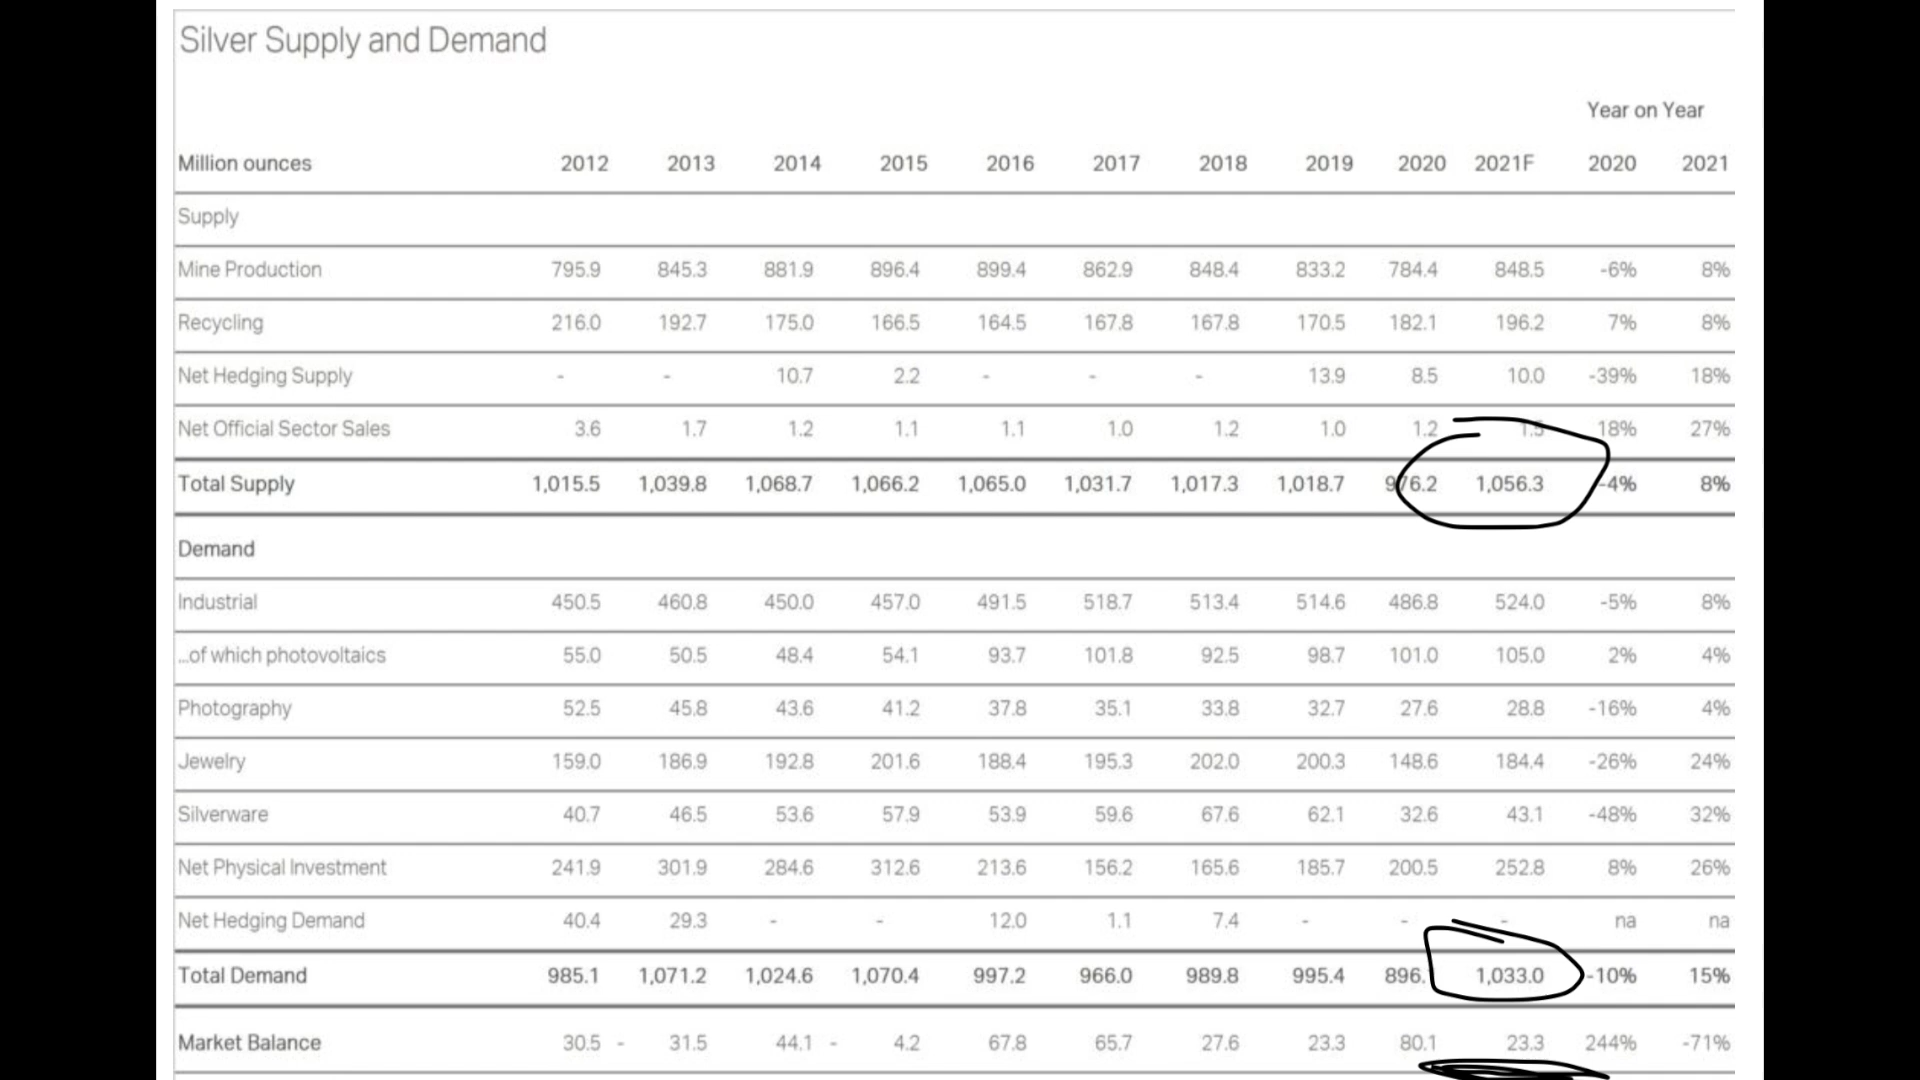 Silver Supply and Demand
Year on Year
Million ounces 2012 2013 2014 2015 2016 2017 2018 2019 2020 2021F 2020 2021
Supply
Mine Production 795.9 845.3 881.9 896.4 899.4 862.9 848.4 833.2 784.4 848.5 -6% 8%
Recycling 216.0 192.7 175.0 166.5 164.5 167.8 167.8 170.5 182.1 196.2 7% 8%
Net Hedging Supply - - 10.7 2.2 - - - 13.9 8.5 10.0 -39% 18%
Net Official Sector Sales 3.6 1.7 1.2 1.1 1.1 1.0 1.2 1.0 1.2 1.5 18% 27%
Total Supply 1,015.5 1,039.8 1,068.7 1,066.2 1,065.0 1,031.7 1,017.3 1,018.7 976.2 1,056.3 -4% 8%
Demand
Industrial 450.5 460.8 450.0 457.0 491.5 518.7 513.4 514.6 486.8 524.0 -5% 8%
...of which photovoltaics 55.0 50.5 48.4 54.1 93.7 101.8 92.5 98.7 101.0 105.0 2% 4%
Photography 52.5 45.8 43.6 41.2 37.8 35.1 33.8 32.7 27.6 28.8 -16% 4%
Jewelry 159.0 186.9 192.8 201.6 188.4 195.3 202.0 200.3 148.6 184.4 -26% 24%
Silverware 40.7 46.5 53.6 57.9 53.9 59.6 67.6 62.1 32.6 43.1 -48% 32%
Net Physical Investment 241.9 301.9 284.6 312.6 213.6 156.2 165.6 185.7 200.5 252.8 8% 26%
Net Hedging Demand 40.4 29.3 - - 12.0 1.1 7.4 - - - na na
Total Demand 985.1 1,071.2 1,024.6 1,070.4 997.2 966.0 989.8 995.4 896. 1,033.0 -10% 15%
Market Balance 30.5 - 31.5 44.1 - 4.2 67.8 65.7 27.6 23.3 80.1 23.3 244% -71%